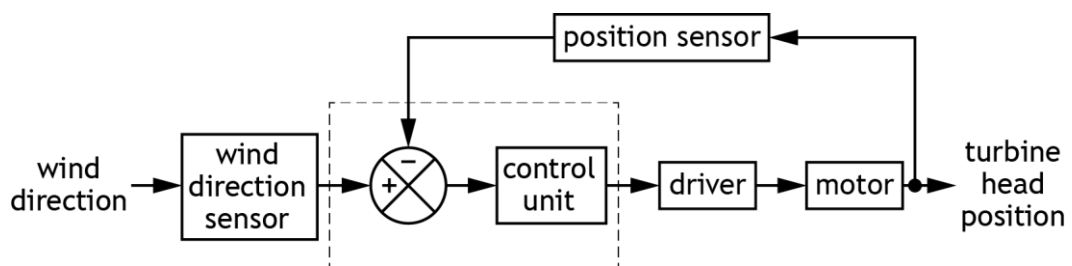 position sensor
wind
direction
wind
direction
sensor
+
−
control
unit
driver
motor
turbine
head
position